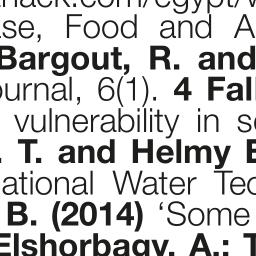 hack.com/egypt/
se, Food and A
Bargout, R. and
ournal, 6(1). 4 Fal
vulnerability in s
. T. and Helmy E
ational Water Tec
B. (2014) ‘Some
Elshorbagy, A.; T